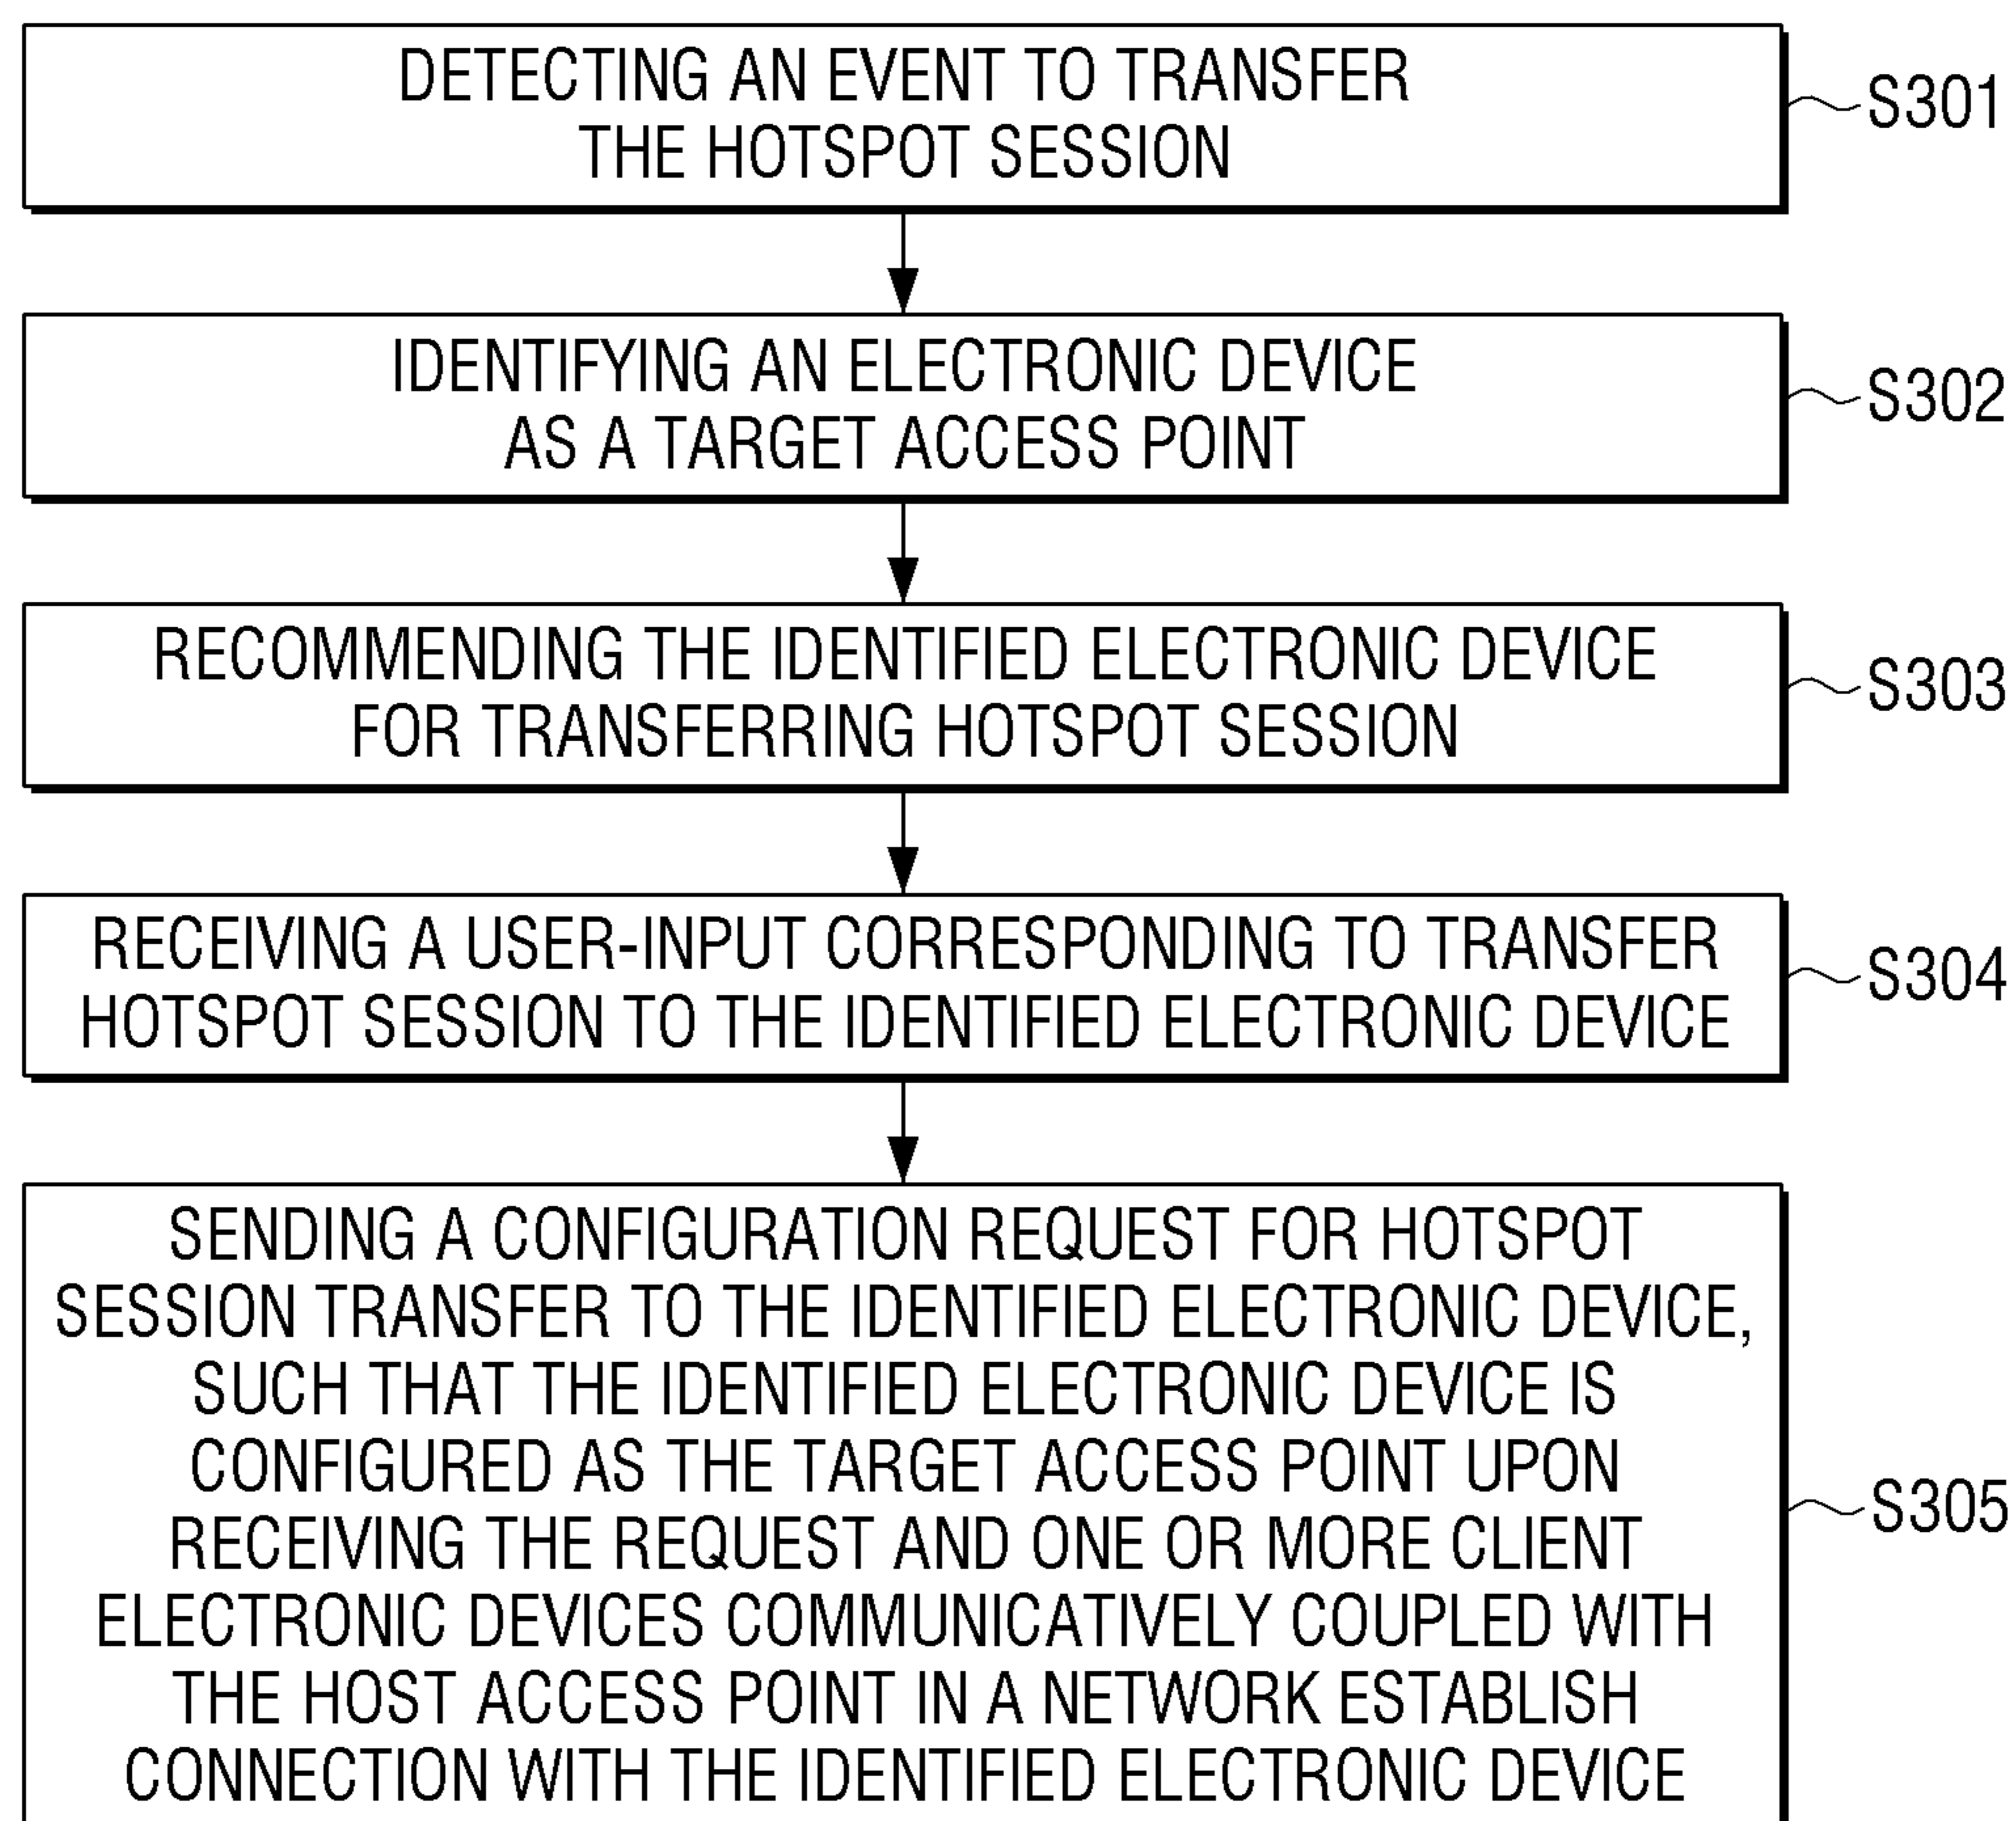 DETECTING AN EVENT TO TRANSFER
THE HOTSPOT SESSION
S301
IDENTIFYING AN ELECTRONIC DEVICE
AS A TARGET ACCESS POINT
S302
RECOMMENDING THE IDENTIFIED ELECTRONIC DEVICE
FOR TRANSFERRING HOTSPOT SESSION
S303
RECEIVING A USER-INPUT CORRESPONDING TO TRANSFER
HOTSPOT SESSION TO THE IDENTIFIED ELECTRONIC DEVICE
S304
SENDING A CONFIGURATION REQUEST FOR HOTSPOT
SESSION TRANSFER TO THE IDENTIFIED ELECTRONIC DEVICE,
SUCH THAT THE IDENTIFIED ELECTRONIC DEVICE IS
CONFIGURED AS THE TARGET ACCESS POINT UPON
RECEIVING THE REQUEST AND ONE OR MORE CLIENT
ELECTRONIC DEVICES COMMUNICATIVELY COUPLED WITH
THE HOST ACCESS POINT IN A NETWORK ESTABLISH
CONNECTION WITH THE IDENTIFIED ELECTRONIC DEVICE
S305